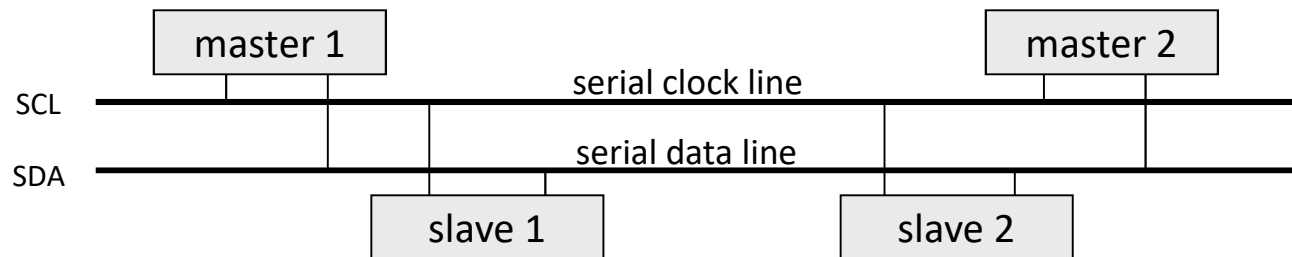 master 1
master 2
serial clock line
SCL
serial data line
SDA
slave 1
slave 2